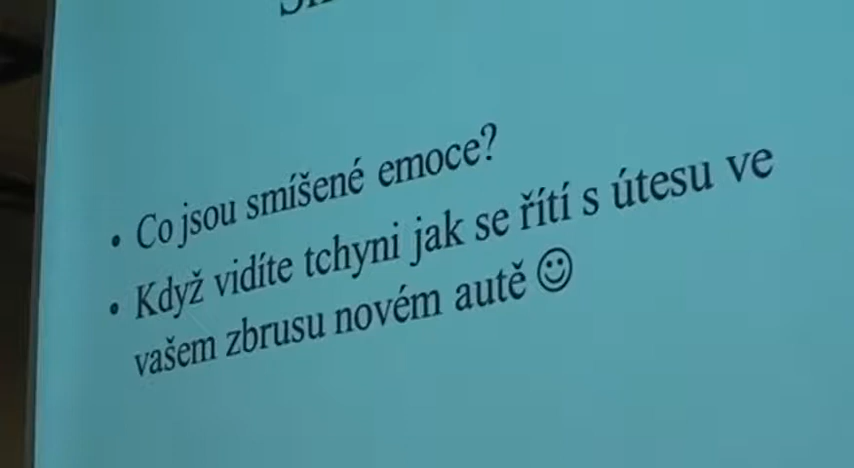 • Co jsou smíšené emoce?
• Když vidíte tchyni jak se řítí s útesu ve
vašem zbrusu novém autě ☺